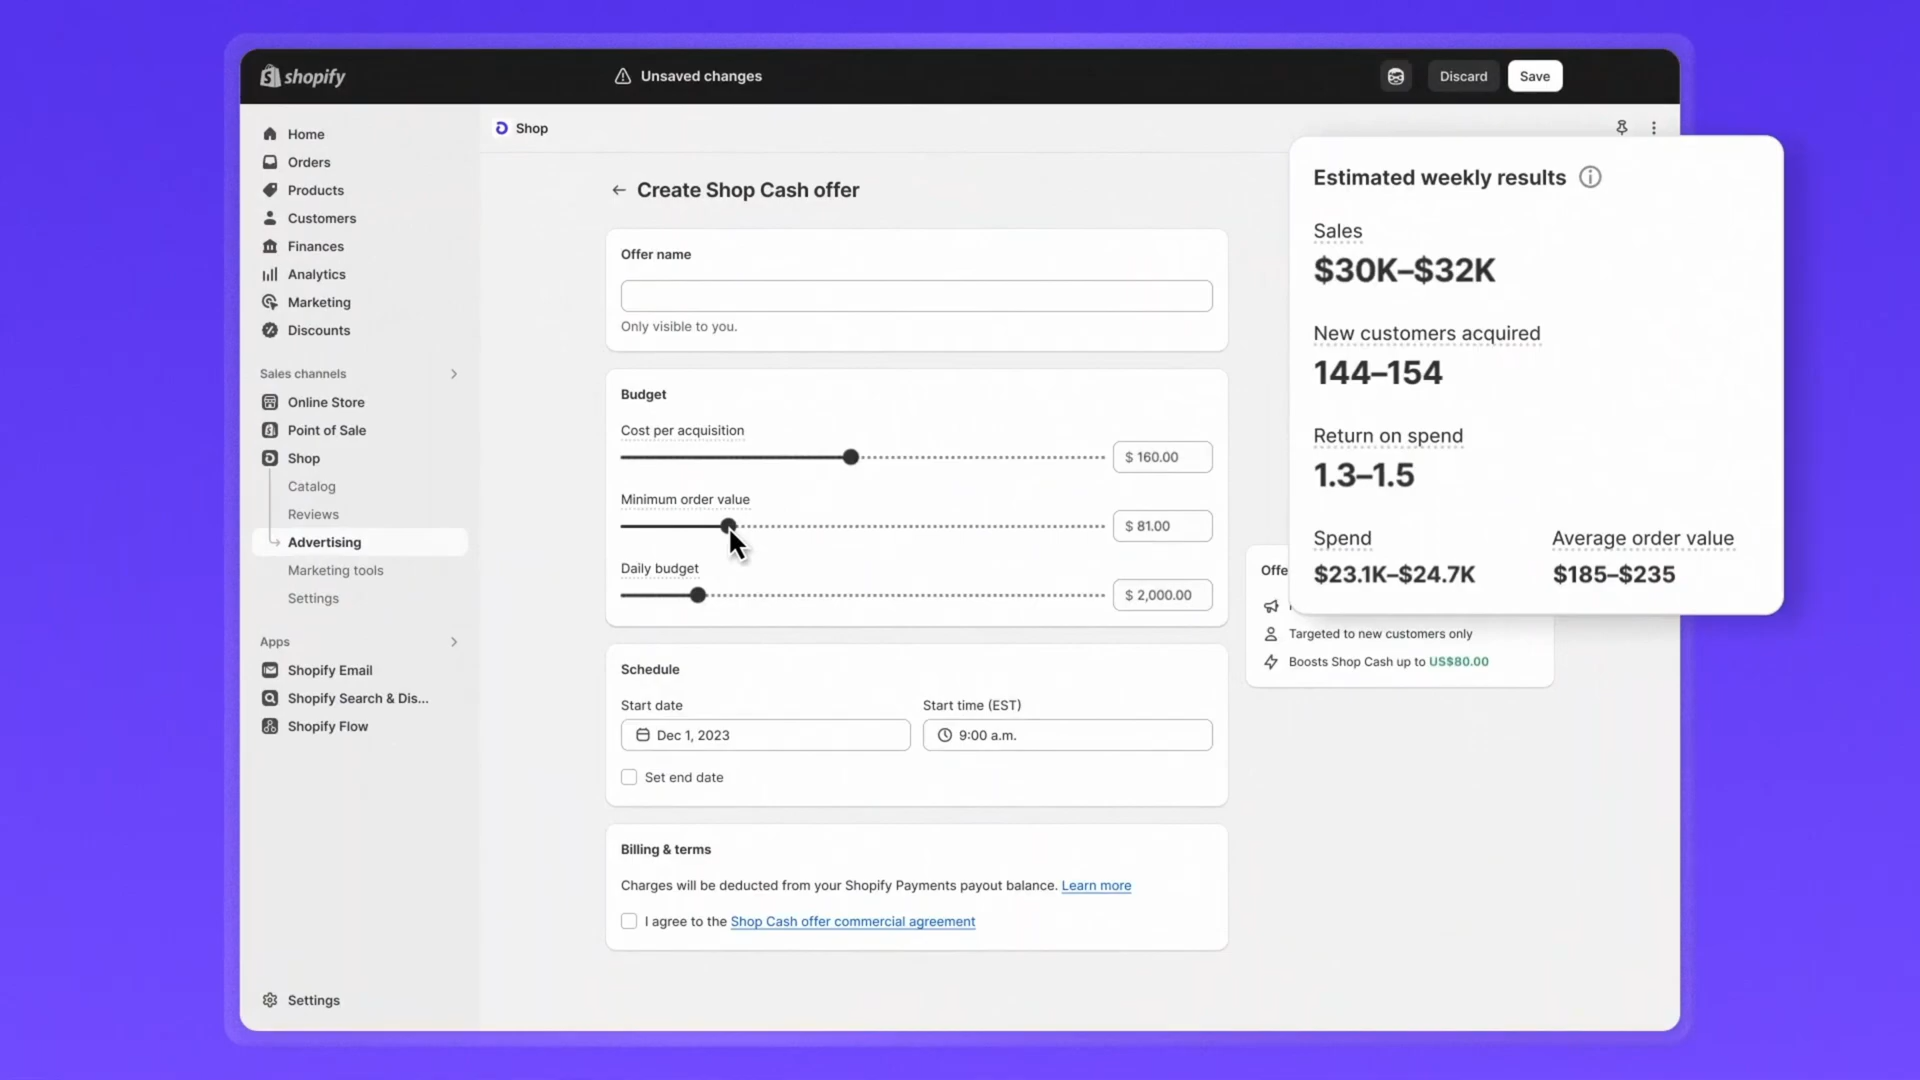 shopify
Unsaved changes
Discard
Save
Home
Orders
Products
Customers
Finances
Analytics
Marketing
Discounts
Sales channels
Online Store
Point of Sale
Shop
Catalog
Reviews
Advertising
Marketing tools
Settings
Apps
Shopify Email
Shopify Search & Dis...
Shopify Flow
Settings
Shop
Create Shop Cash offer
Offer name
Only visible to you.
Budget
Cost per acquisition
$ 160.00
Minimum order value
$ 81.00
Daily budget
$ 2,000.00
Schedule
Start date
Start time (EST)
Dec 1, 2023
9:00 a.m.
Set end date
Billing & terms
Charges will be deducted from your Shopify Payments payout balance. Learn more
I agree to the Shop Cash offer commercial agreement
Estimated weekly results
Sales
$30K–$32K
New customers acquired
144–154
Return on spend
1.3–1.5
Spend
Average order value
$23.1K–$24.7K
$185–$235
Offe
Targeted to new customers only
Boosts Shop Cash up to US$80.00